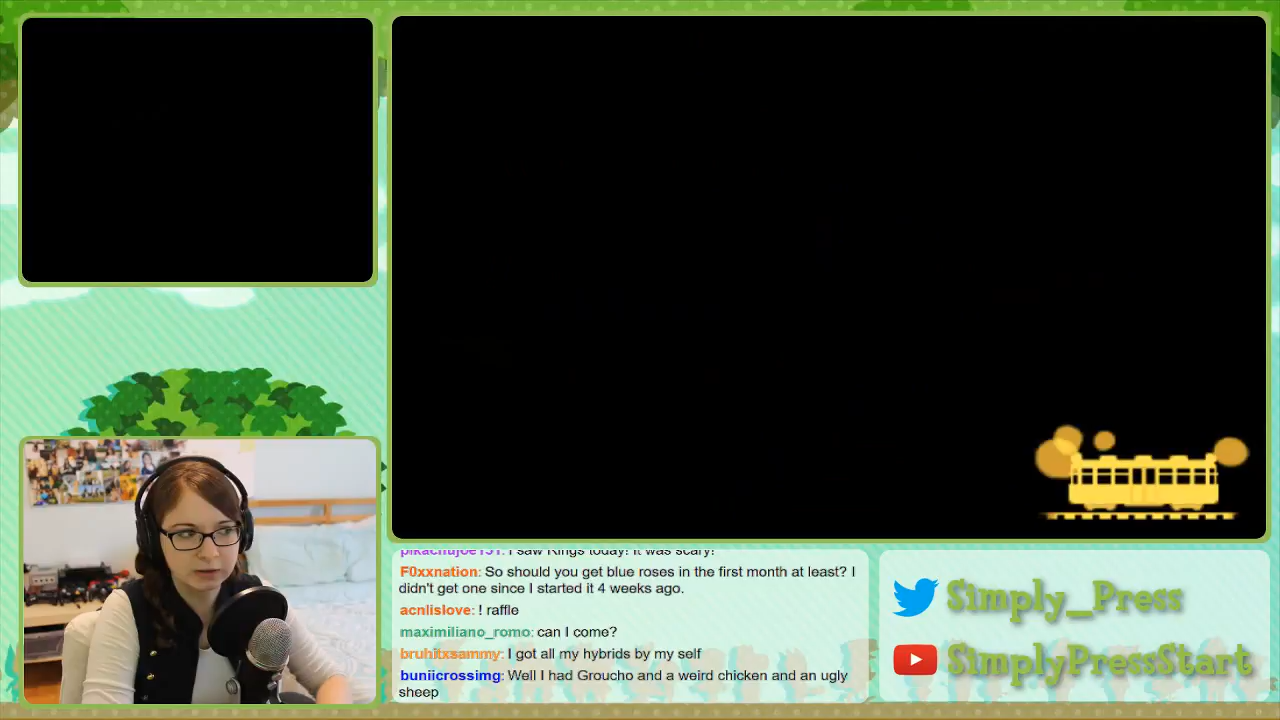 pikachujoe151: I saw Rings today! It was scary!
F0xxnation: So should you get blue roses in the first month at least? I
didn't get one since I started it 4 weeks ago.
acnlislove: ! raffle
maximiliano_romo: can I come?
bruhitxsammy: I got all my hybrids by my self
buniicrossimg: Well I had Groucho and a weird chicken and an ugly
sheep
Simply_Press
SimplyPressStart